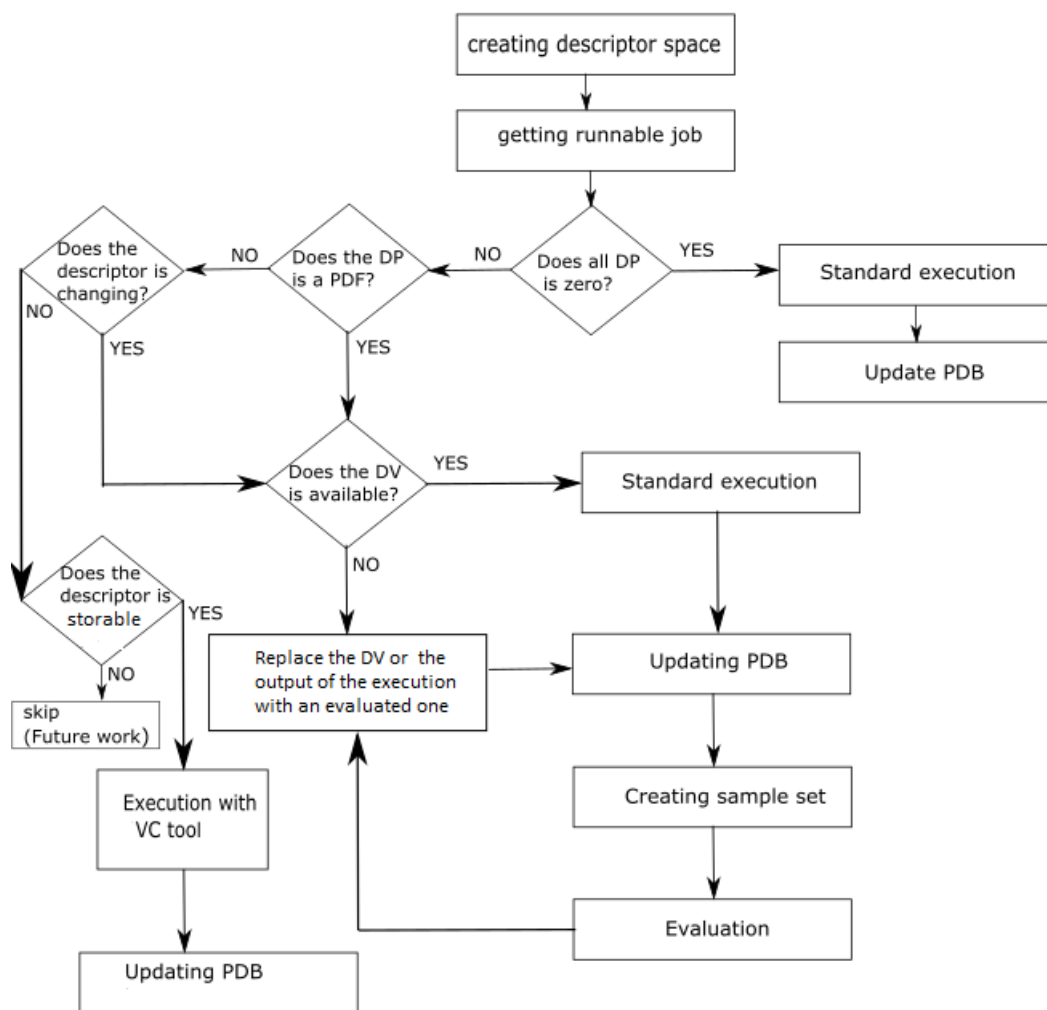 creating descriptor space
getting runnable job
Does the
descriptor is
changing?
NO
Does the DP
is a PDF?
NO
Does all DP
is zero?
YES
Standard execution
NO
YES
YES
Update PDB
Does the DV
is available?
YES
Standard execution
NO
Does the
descriptor is
storable
YES
NO
Replace the DV or the
output of the execution
with an evaluated one
Updating PDB
skip
(Future work)
Execution with
VC tool
Creating sample set
Evaluation
Updating PDB